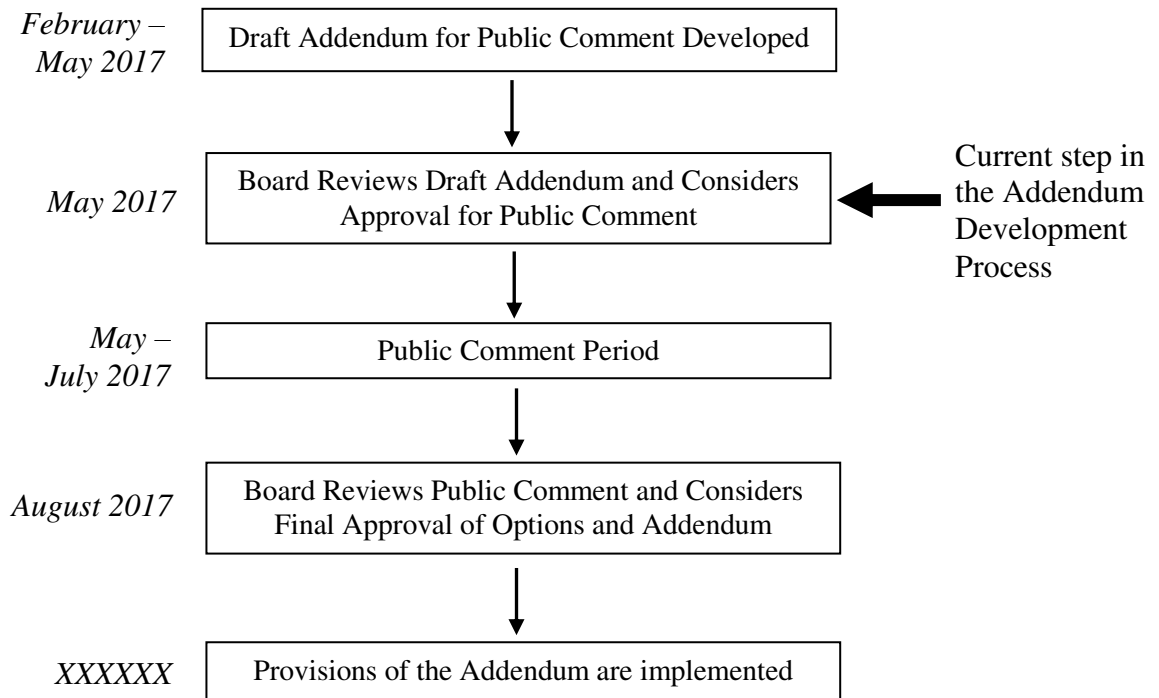 February –
May 2017
Draft Addendum for Public Comment Developed
May 2017
Board Reviews Draft Addendum and Considers
Approval for Public Comment
Current step in
the Addendum
Development
Process
May –
July 2017
Public Comment Period
August 2017
Board Reviews Public Comment and Considers
Final Approval of Options and Addendum
XXXXXX
Provisions of the Addendum are implemented